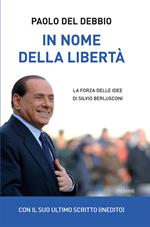 PAOLO DEL DEBBIO
IN NOME
DELLA LIBERTÀ
LA FORZA DELLE IDEE
DI SILVIO BERLUSCONI
PIEMME
CON IL SUO ULTIMO SCRITTO (INEDITO)